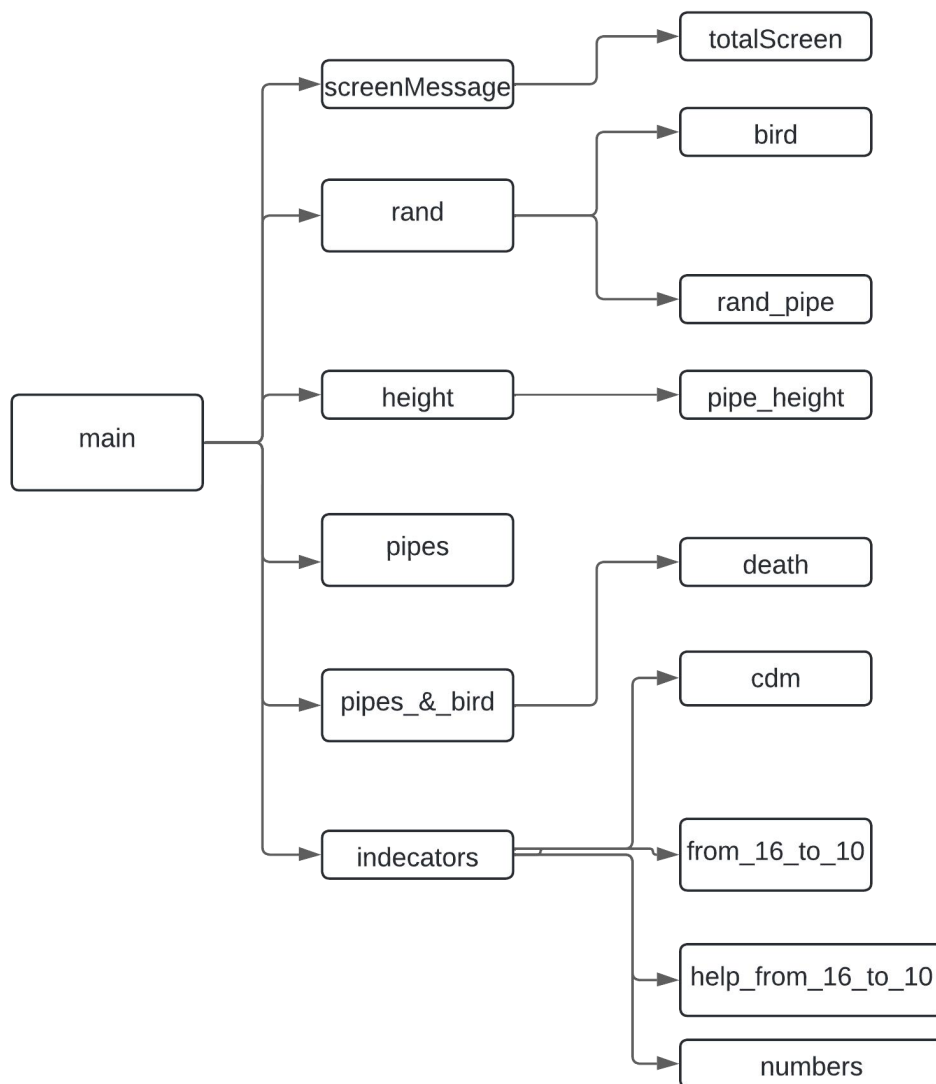 totalScreen
screenMessage
bird
rand
rand_pipe
height
pipe_height
main
pipes
death
pipes_&_bird
cdm
indecators
from_16_to_10
help_from_16_to_10
numbers